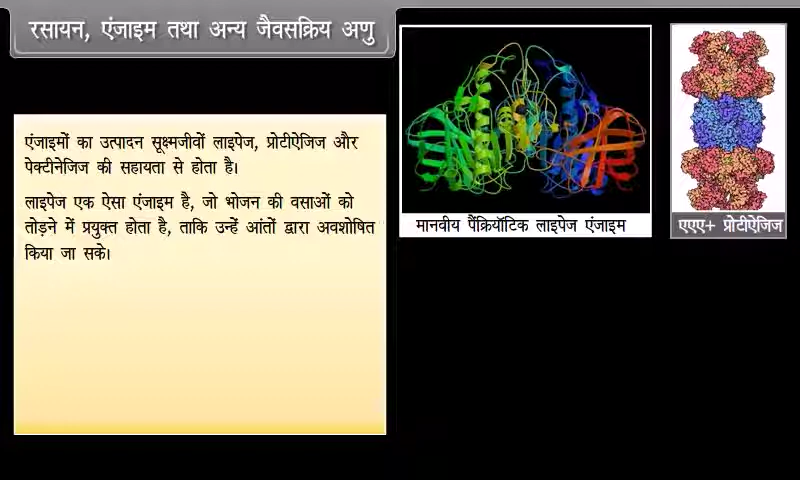 रसायन, एंजाइम तथा अन्य जैवसक्रिय अणु
एंजाइमों का उत्पादन सूक्ष्मजीवों लाइपेज, प्रोटीऐजिज और
पेक्टीनेजिज की सहायता से होता है।
लाइपेज एक ऐसा एंजाइम है, जो भोजन की वसाओं को
तोड़ने में प्रयुक्त होता है, ताकि उन्हें आंतों द्वारा अवशोषित
किया जा सके।
मानवीय पैंक्रियॉटिक लाइपेज एंजाइम
एएए+ प्रोटीऐजिज